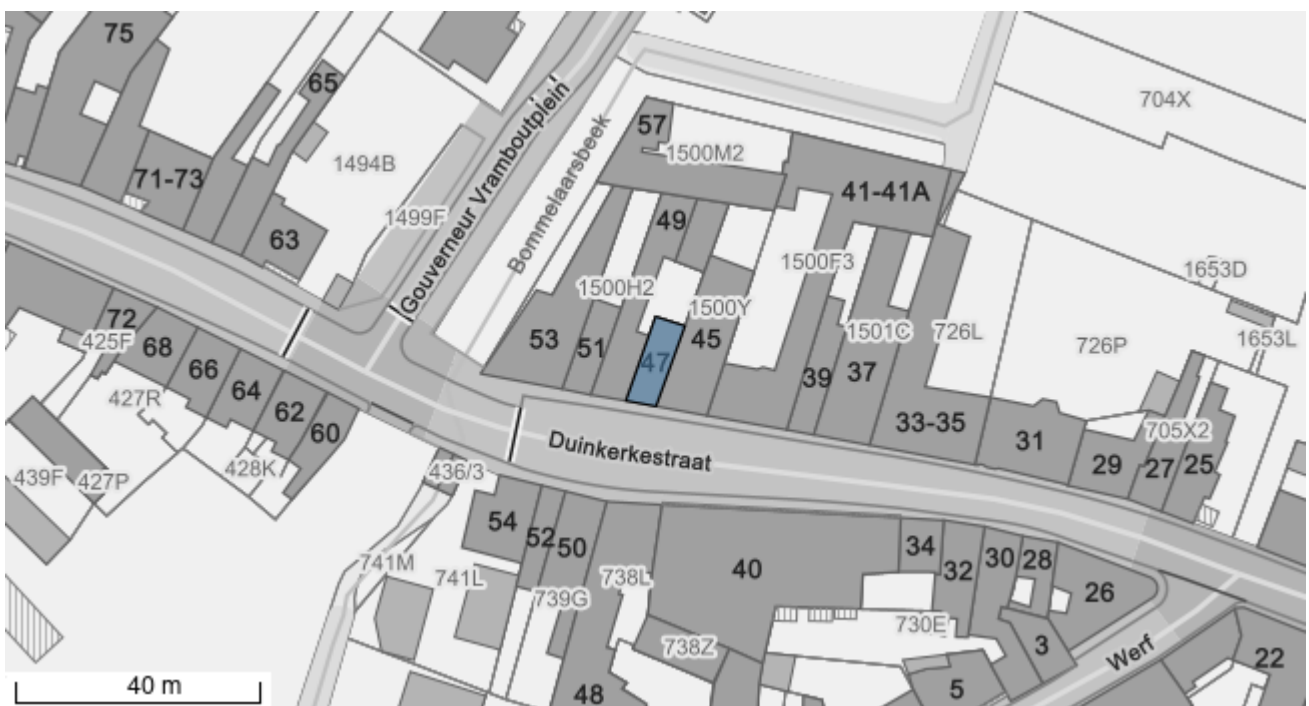 75
65
71-73
1494B
1499F
63
Gouverneur Vramboutplein
Bommelaarsbeek
57
1500M2
704X
41-41A
49
1500H2
1500Y
1500F3
1501C
726L
726P
1653D
1653L
53
51
47
45
39
37
33-35
31
29
705X2
27
25
72
425F
68
66
64
62
60
427R
428K
439F
427P
Duinkerkestraat
436/3
54
52
50
40
34
32
30
28
26
741M
741L
739G
738L
738Z
730E
3
5
Werf
22
48
40 m